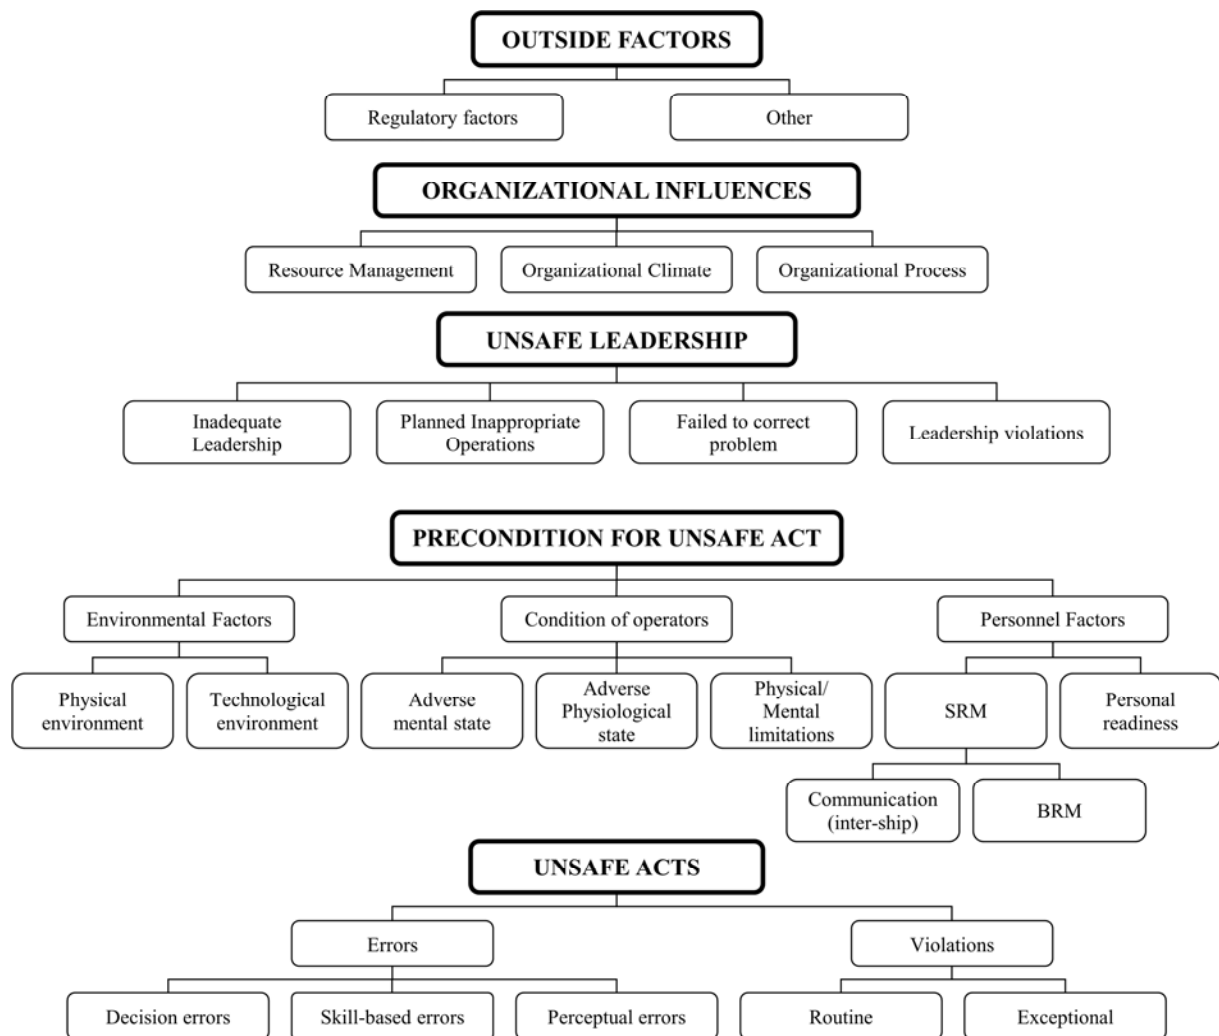 OUTSIDE FACTORS
Regulatory factors
Other
ORGANIZATIONAL INFLUENCES
Resource Management
Organizational Climate
Organizational Process
UNSAFE LEADERSHIP
Inadequate
Leadership
Planned Inappropriate
Operations
Failed to correct
problem
Leadership violations
PRECONDITION FOR UNSAFE ACT
Environmental Factors
Condition of operators
Personnel Factors
Physical
environment
Technological
environment
Adverse
mental state
Adverse
Physiological
state
Physical/
Mental
limitations
SRM
Personal
readiness
Communication
(inter-ship)
BRM
UNSAFE ACTS
Errors
Violations
Decision errors
Skill-based errors
Perceptual errors
Routine
Exceptional